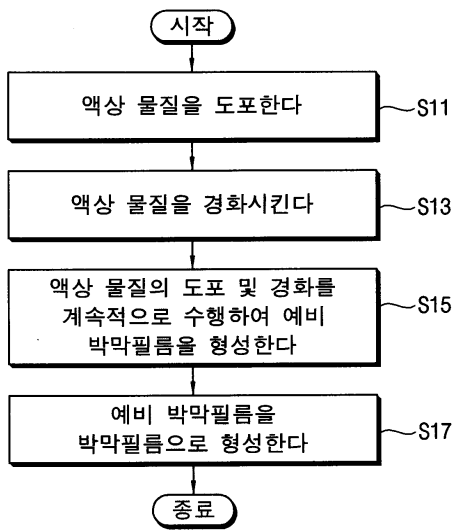 시작
액상 물질을 도포한다
S11
액상 물질을 경화시킨다
S13
액상 물질의 도포 및 경화를
계속적으로 수행하여 예비
박막필름을 형성한다
S15
예비 박막필름을
박막필름으로 형성한다
S17
종료